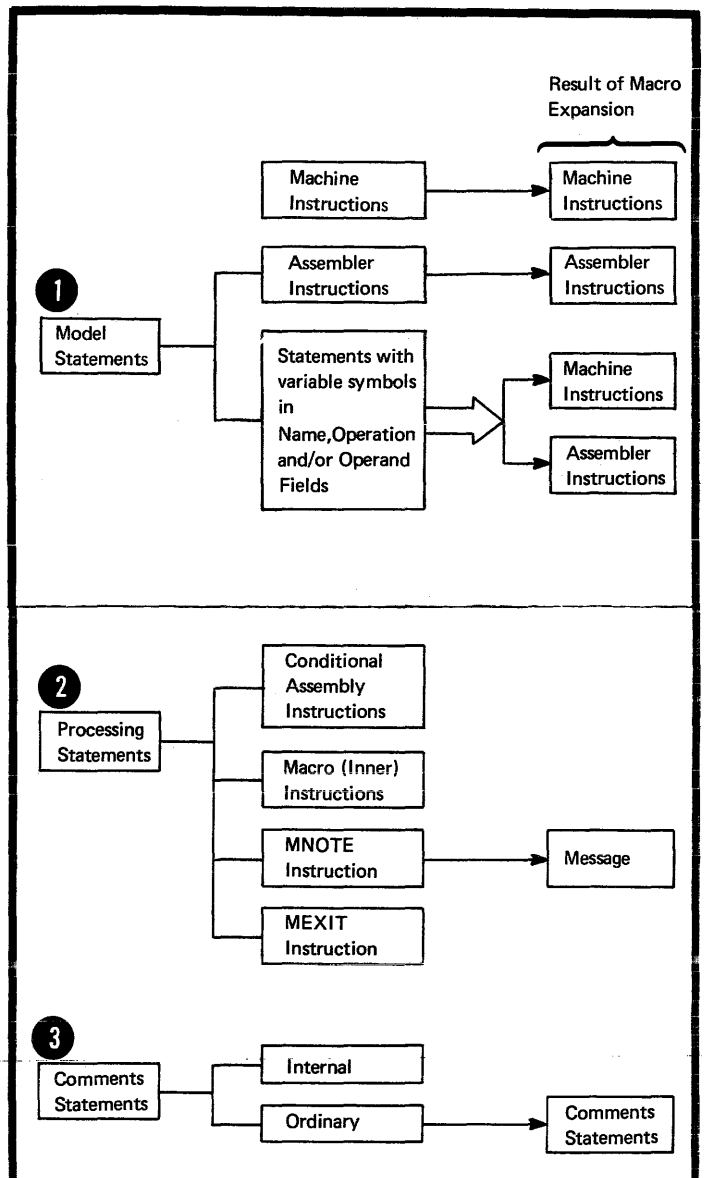 Result of Macro
Expansion
Machine
Instructions
Machine
Instructions
Assembler
Instructions
Assembler
Instructions
1
Model
Statements
Statements with
variable symbols
in
Name,Operation
and/or Operand
Fields
Machine
Instructions
Assembler
Instructions
2
Processing
Statements
Conditional
Assembly
Instructions
Macro (Inner)
Instructions
MNOTE
Instruction
Message
MEXIT
Instruction
3
Comments
Statements
Internal
Ordinary
Comments
Statements